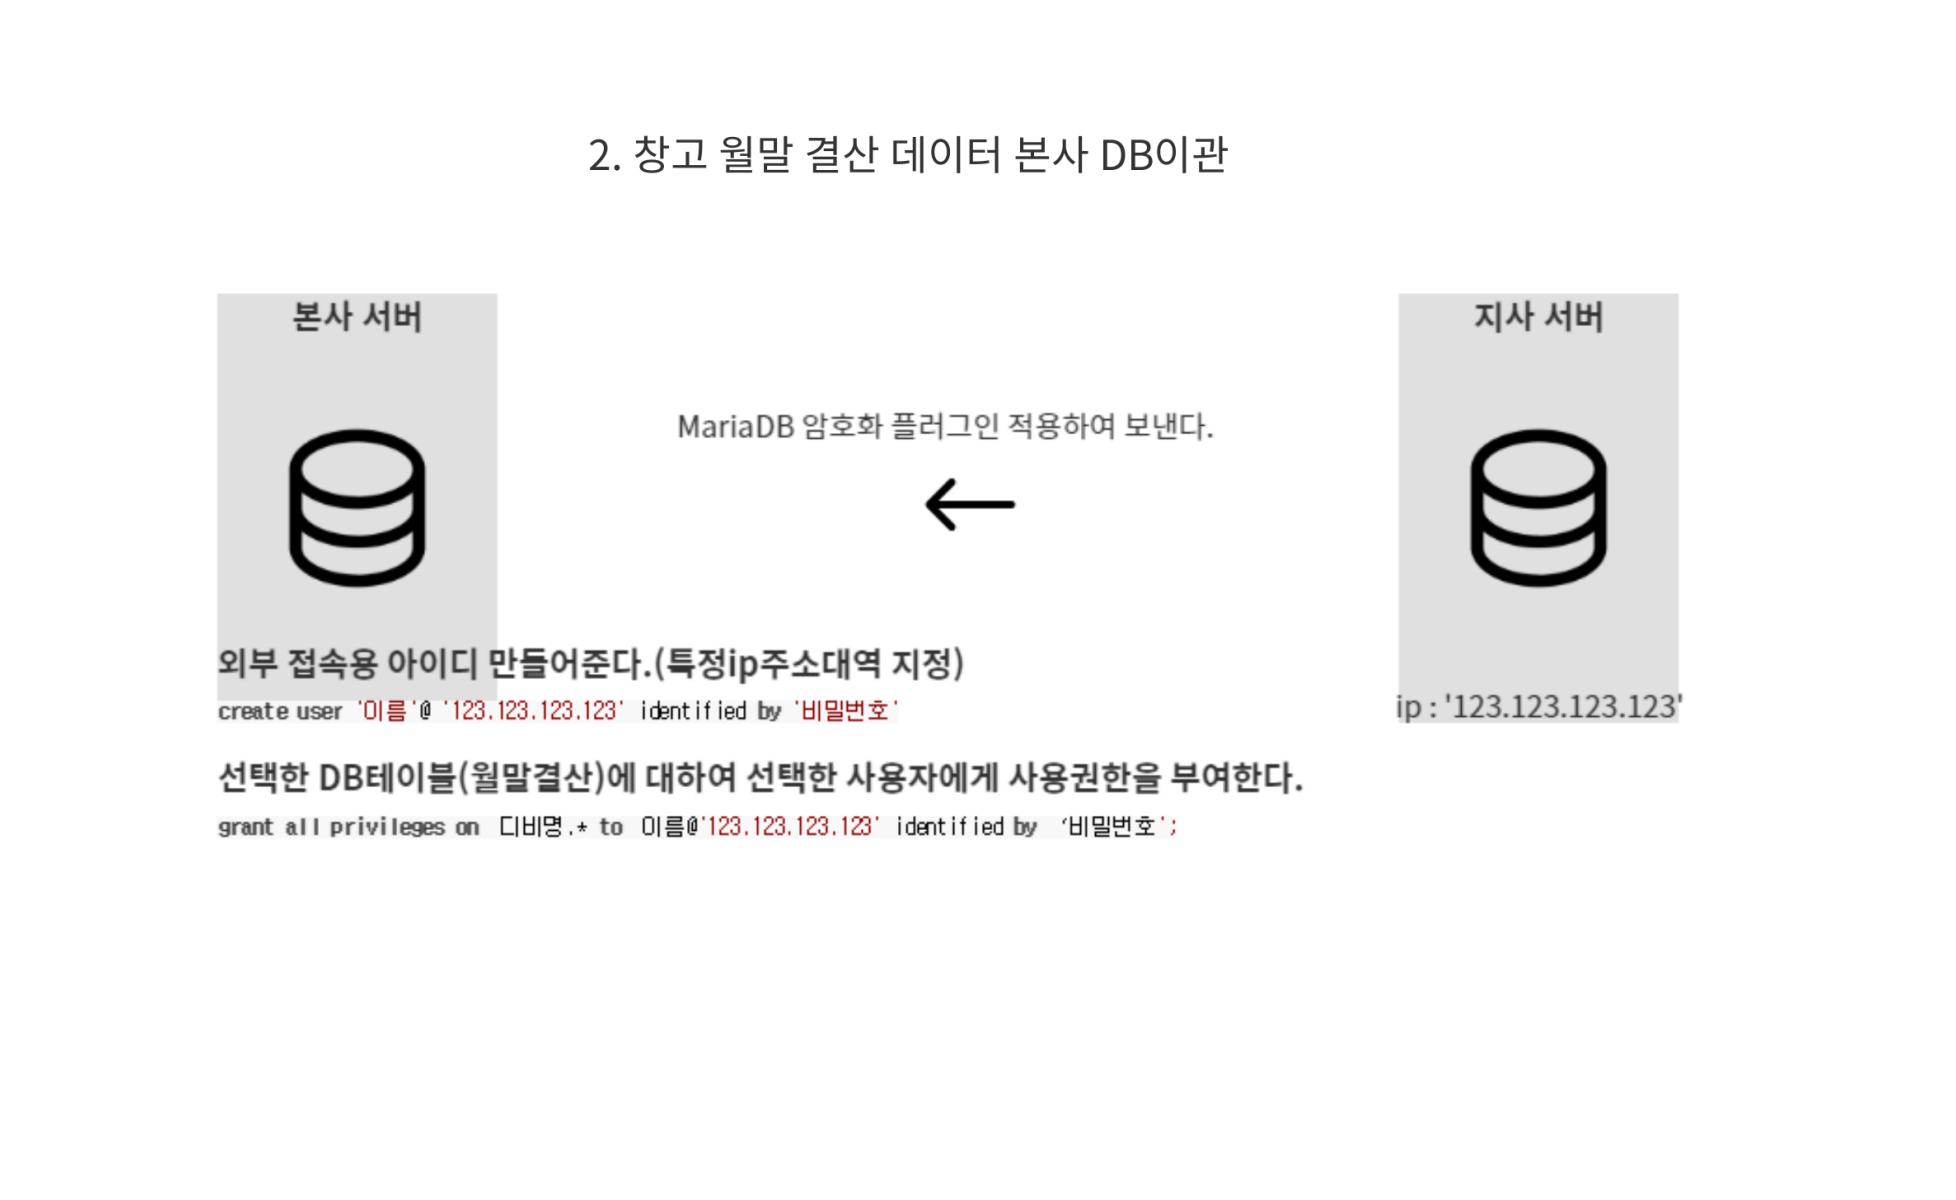 2. 창고 월말 결산 데이터 본사 DB이관
본사 서버
지사 서버
MariaDB 암호화 플러그인 적용하여 보낸다.
외부 접속용 아이디 만들어준다.(특정ip주소대역 지정)
create user '이름'@ '123.123.123.123' identified by '비밀번호'
ip : '123.123.123.123'
선택한 DB테이블(월말결산)에 대하여 선택한 사용자에게 사용권한을 부여한다.
grant all privileges on 디비명.* to 이름@'123.123.123.123' identified by ‘비밀번호';